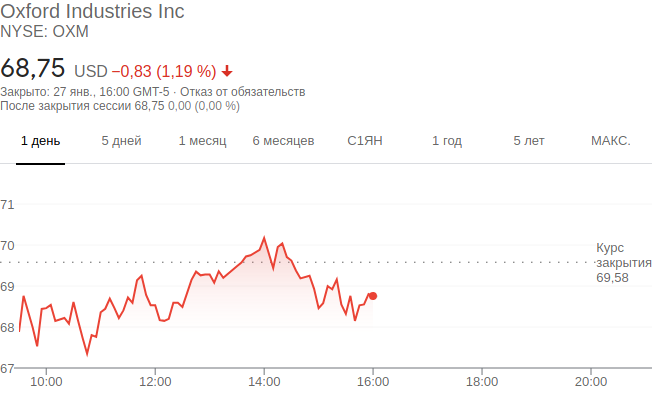 Oxford Industries Inc
NYSE: OXM
68,75 USD −0,83 (1,19 %)
Закрыто: 27 янв., 16:00 GMT-5 · Отказ от обязательств
После закрытия сессии 68,75 0,00 (0,00 %)
1 день 5 дней 1 месяц 6 месяцев С1ЯН 1 год 5 лет МАКС.
71
70
Курс
закрытия
69,58
69
68
67
10:00 12:00 14:00 16:00 18:00 20:00